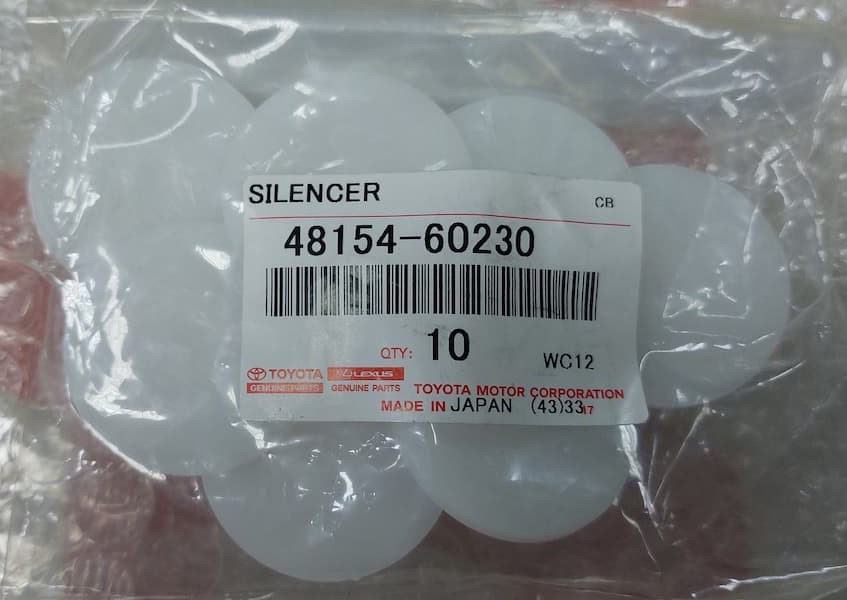 SILENCER
CB
48154-60230
QTY: 10
WC12
TOYOTA LEXUS
GENUINE PARTS GENUINE PARTS
TOYOTA MOTOR CORPORATION
MADE IN JAPAN (43)33 17